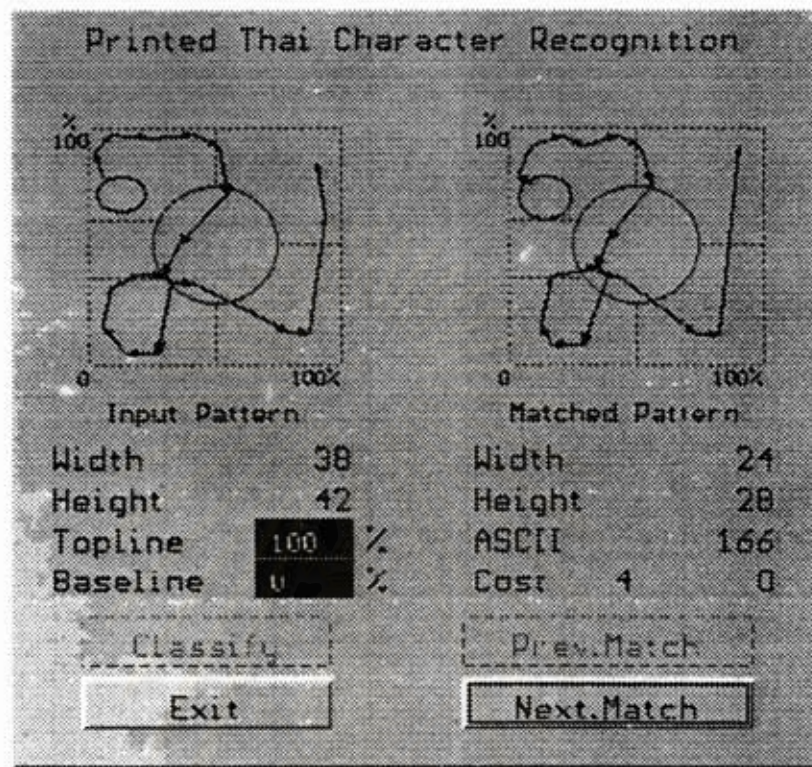 Printed Thai Character Recognition
%
100
0 100%
Input Pattern
%
100
0 100%
Matched Pattern
Width 38
Height 42
Topline 100 %
Baseline 0 %
Width 24
Height 28
ASCII 166
Cost 4 0
Classify
Exit
Prev.Match
Next.Match